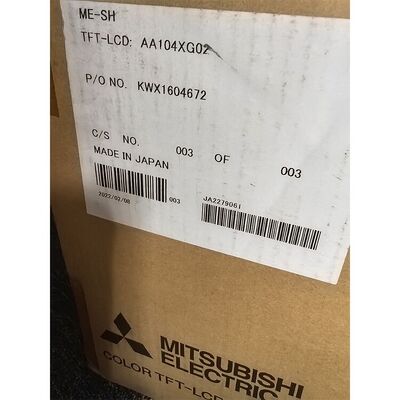 ME-SH
TFT-LCD: AA104XG02
P/O NO. KWX1604672
C/S NO. 003 OF 003
MADE IN JAPAN
2022/02/08 003 JA2279061
MITSUBISHI
ELECTRIC
COLOR TFT-LCD